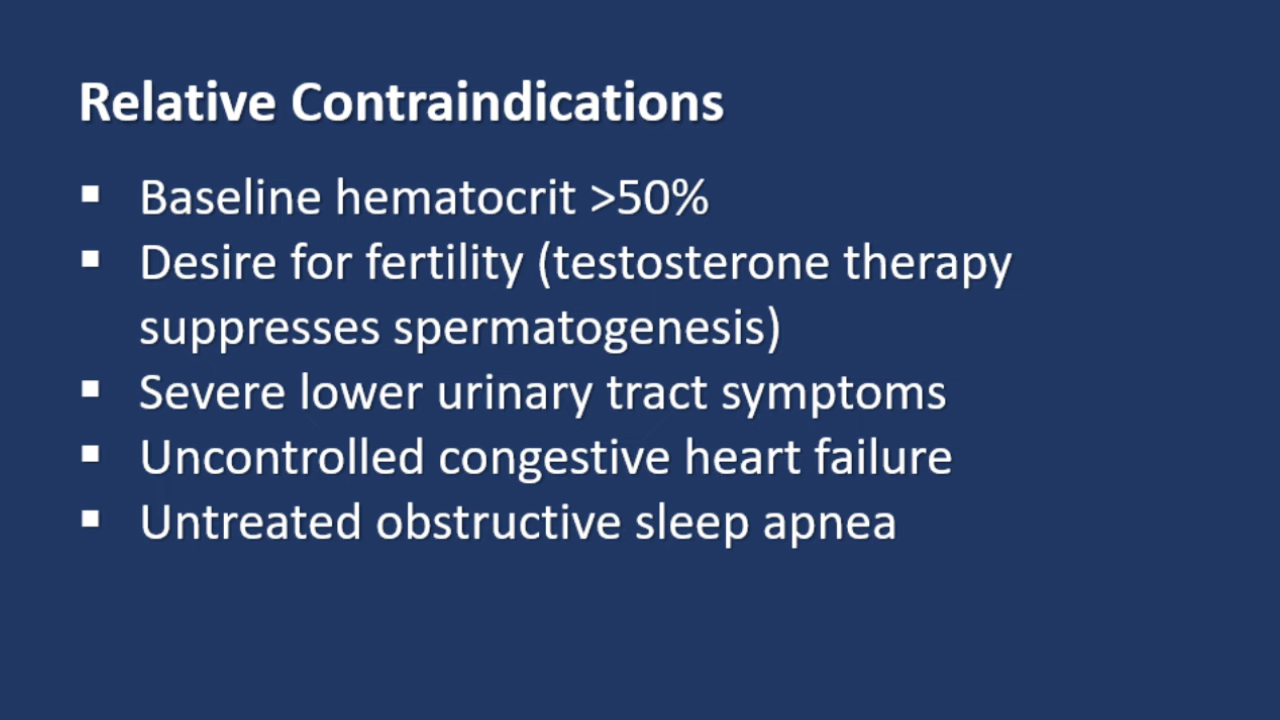 Relative Contraindications
▪ Baseline hematocrit >50%
▪ Desire for fertility (testosterone therapy
suppresses spermatogenesis)
▪ Severe lower urinary tract symptoms
▪ Uncontrolled congestive heart failure
▪ Untreated obstructive sleep apnea